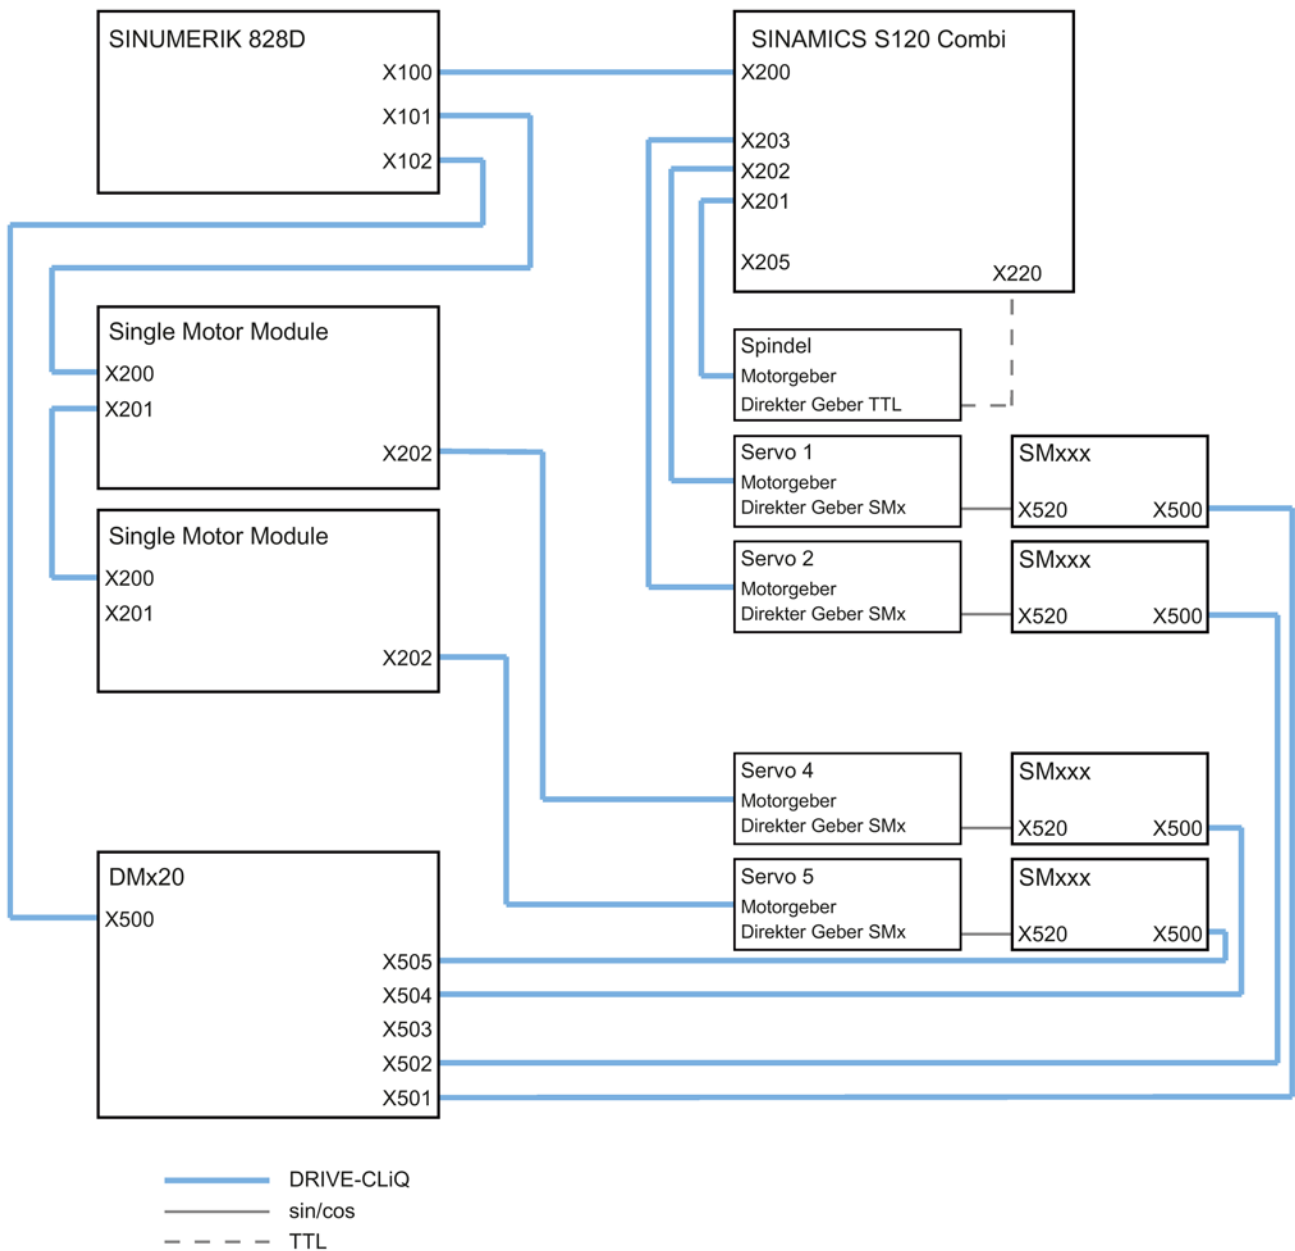 SINUMERIK 828D
X100
X101
X102
SINAMICS S120 Combi
X200
X203
X202
X201
X205
X220
Single Motor Module
X200
X201
X202
Single Motor Module
X200
X201
X202
Spindel
Motorgeber
Direkter Geber TTL
Servo 1
Motorgeber
Direkter Geber SMx
SMxxx
X520 X500
Servo 2
Motorgeber
Direkter Geber SMx
SMxxx
X520 X500
Servo 4
Motorgeber
Direkter Geber SMx
SMxxx
X520 X500
Servo 5
Motorgeber
Direkter Geber SMx
SMxxx
X520 X500
DMx20
X500
X505
X504
X503
X502
X501
DRIVE-CLiQ
sin/cos
TTL